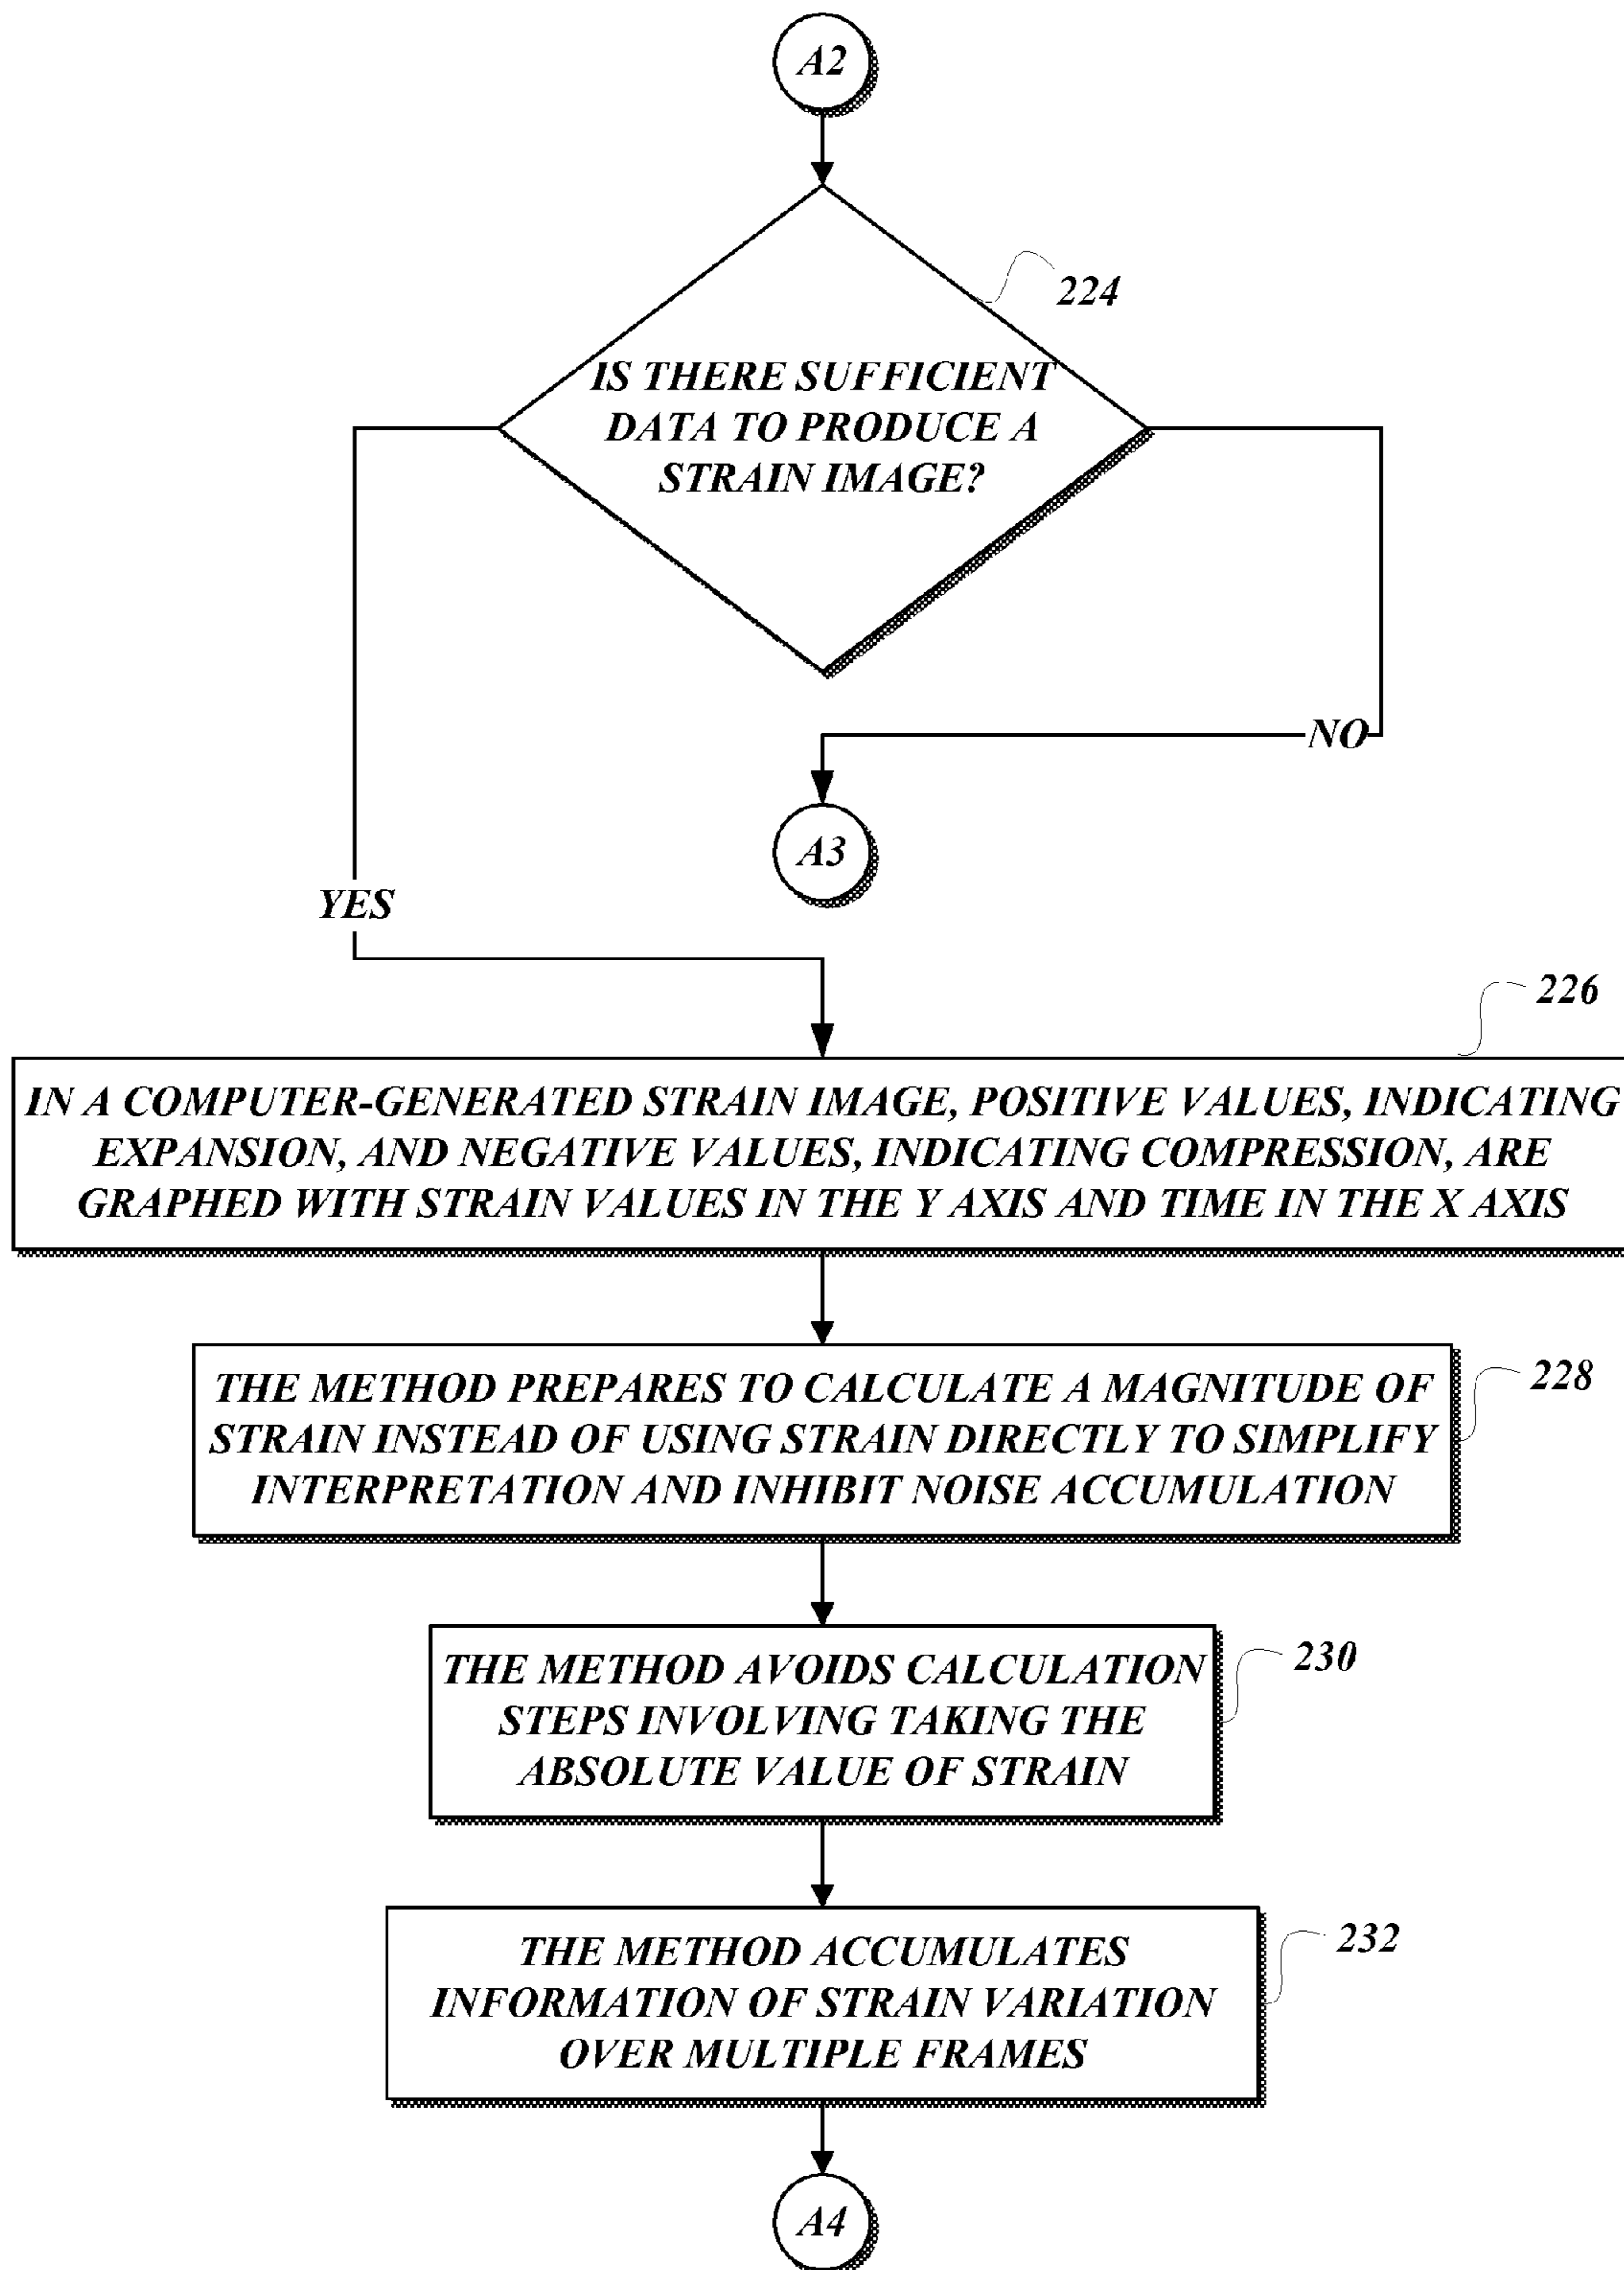 A2
224
IS THERE SUFFICIENT
DATA TO PRODUCE A
STRAIN IMAGE?
NO
A3
YES
226
IN A COMPUTER-GENERATED STRAIN IMAGE, POSITIVE VALUES, INDICATING
EXPANSION, AND NEGATIVE VALUES, INDICATING COMPRESSION, ARE
GRAPHED WITH STRAIN VALUES IN THE Y AXIS AND TIME IN THE X AXIS
228
THE METHOD PREPARES TO CALCULATE A MAGNITUDE OF
STRAIN INSTEAD OF USING STRAIN DIRECTLY TO SIMPLIFY
INTERPRETATION AND INHIBIT NOISE ACCUMULATION
230
THE METHOD AVOIDS CALCULATION
STEPS INVOLVING TAKING THE
ABSOLUTE VALUE OF STRAIN
232
THE METHOD ACCUMULATES
INFORMATION OF STRAIN VARIATION
OVER MULTIPLE FRAMES
A4